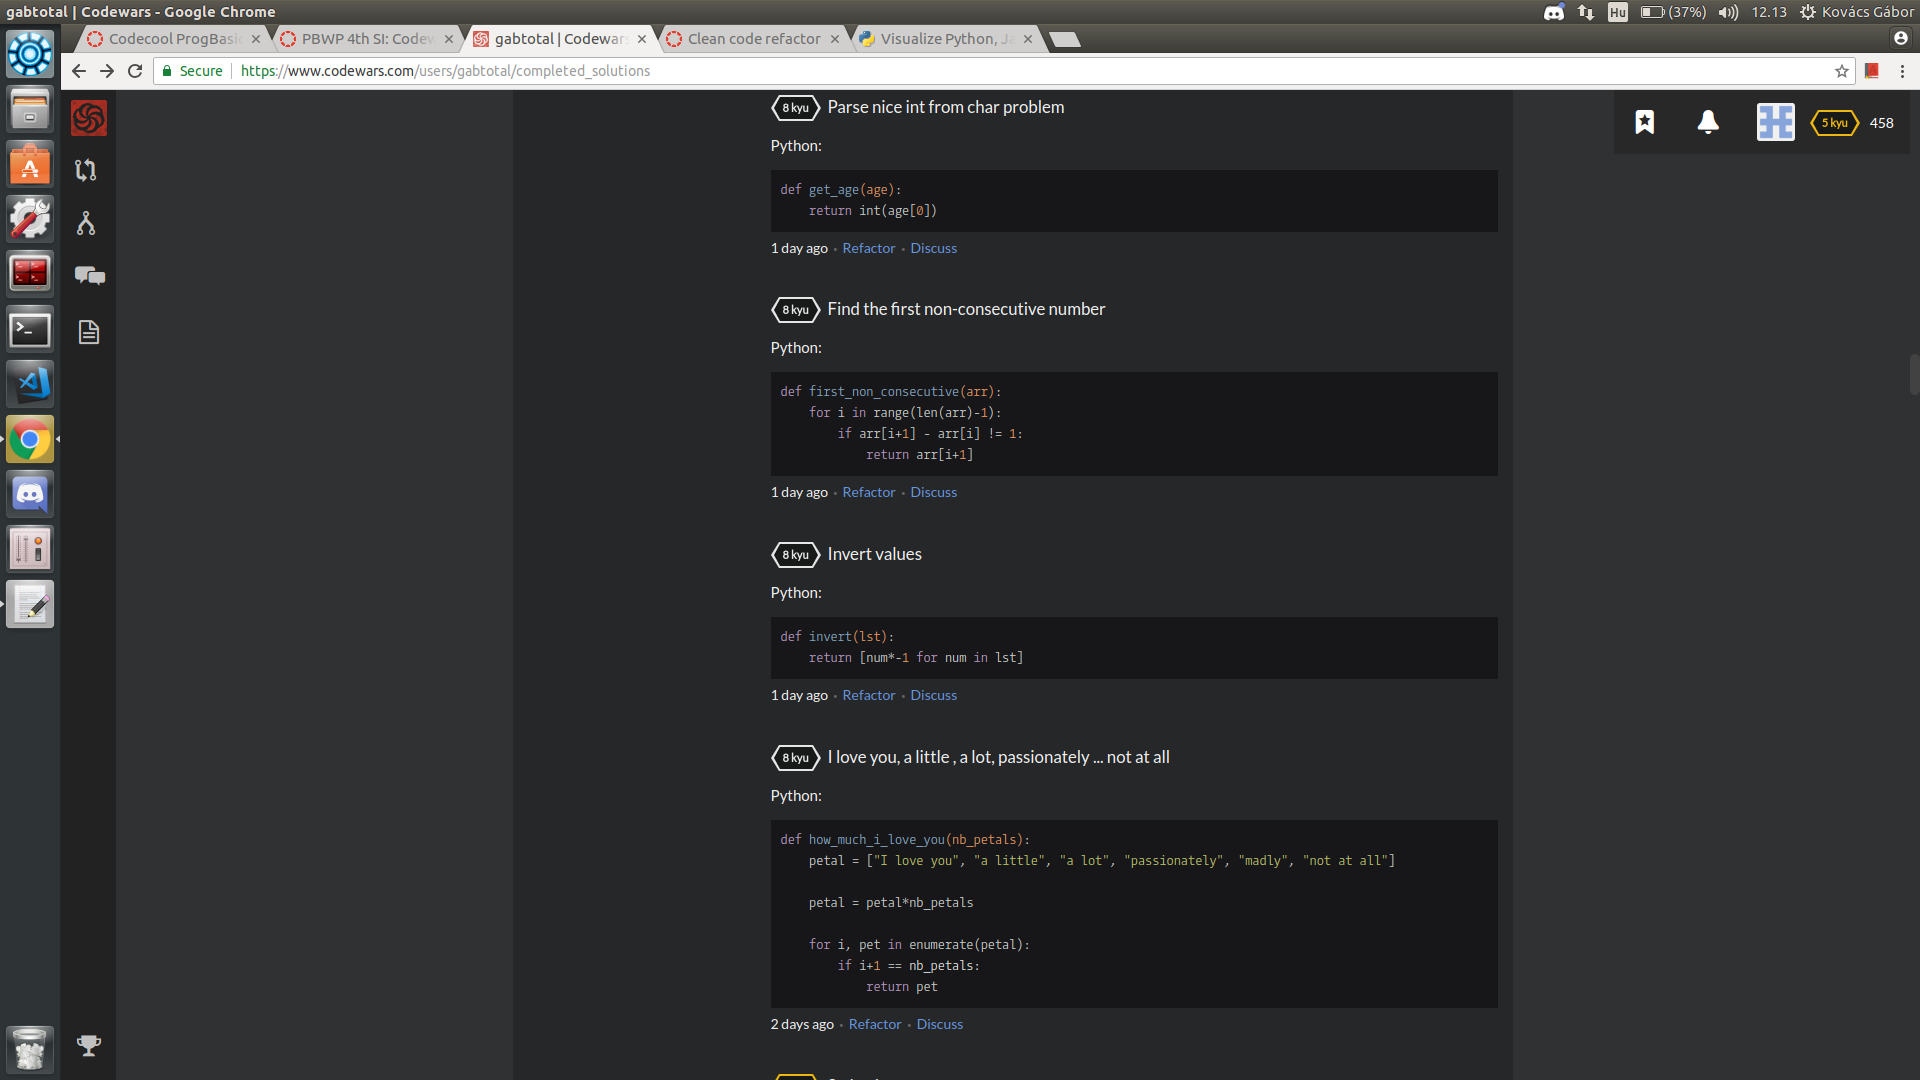 gabtotal | Codewars - Google Chrome
Hu
(37%)
12.13
Kovács Gábor
Codecool ProgBasi
PBWP 4th SI: Codew
gabtotal | Codewars
Clean code refactor
Visualize Python, Ja
Secure
https://www.codewars.com/users/gabtotal/completed_solutions
5 kyu 458
8 kyu Parse nice int from char problem
Python:
def get_age(age):
    return int(age[0])
1 day ago • Refactor • Discuss
8 kyu Find the first non-consecutive number
Python:
def first_non_consecutive(arr):
    for i in range(len(arr)-1):
        if arr[i+1] - arr[i] != 1:
            return arr[i+1]
1 day ago • Refactor • Discuss
8 kyu Invert values
Python:
def invert(lst):
    return [num*-1 for num in lst]
1 day ago • Refactor • Discuss
8 kyu I love you, a little , a lot, passionately ... not at all
Python:
def how_much_i_love_you(nb_petals):
    petal = ["I love you", "a little", "a lot", "passionately", "madly", "not at all"]
    petal = petal*nb_petals
    for i, pet in enumerate(petal):
        if i+1 == nb_petals:
            return pet
2 days ago • Refactor • Discuss